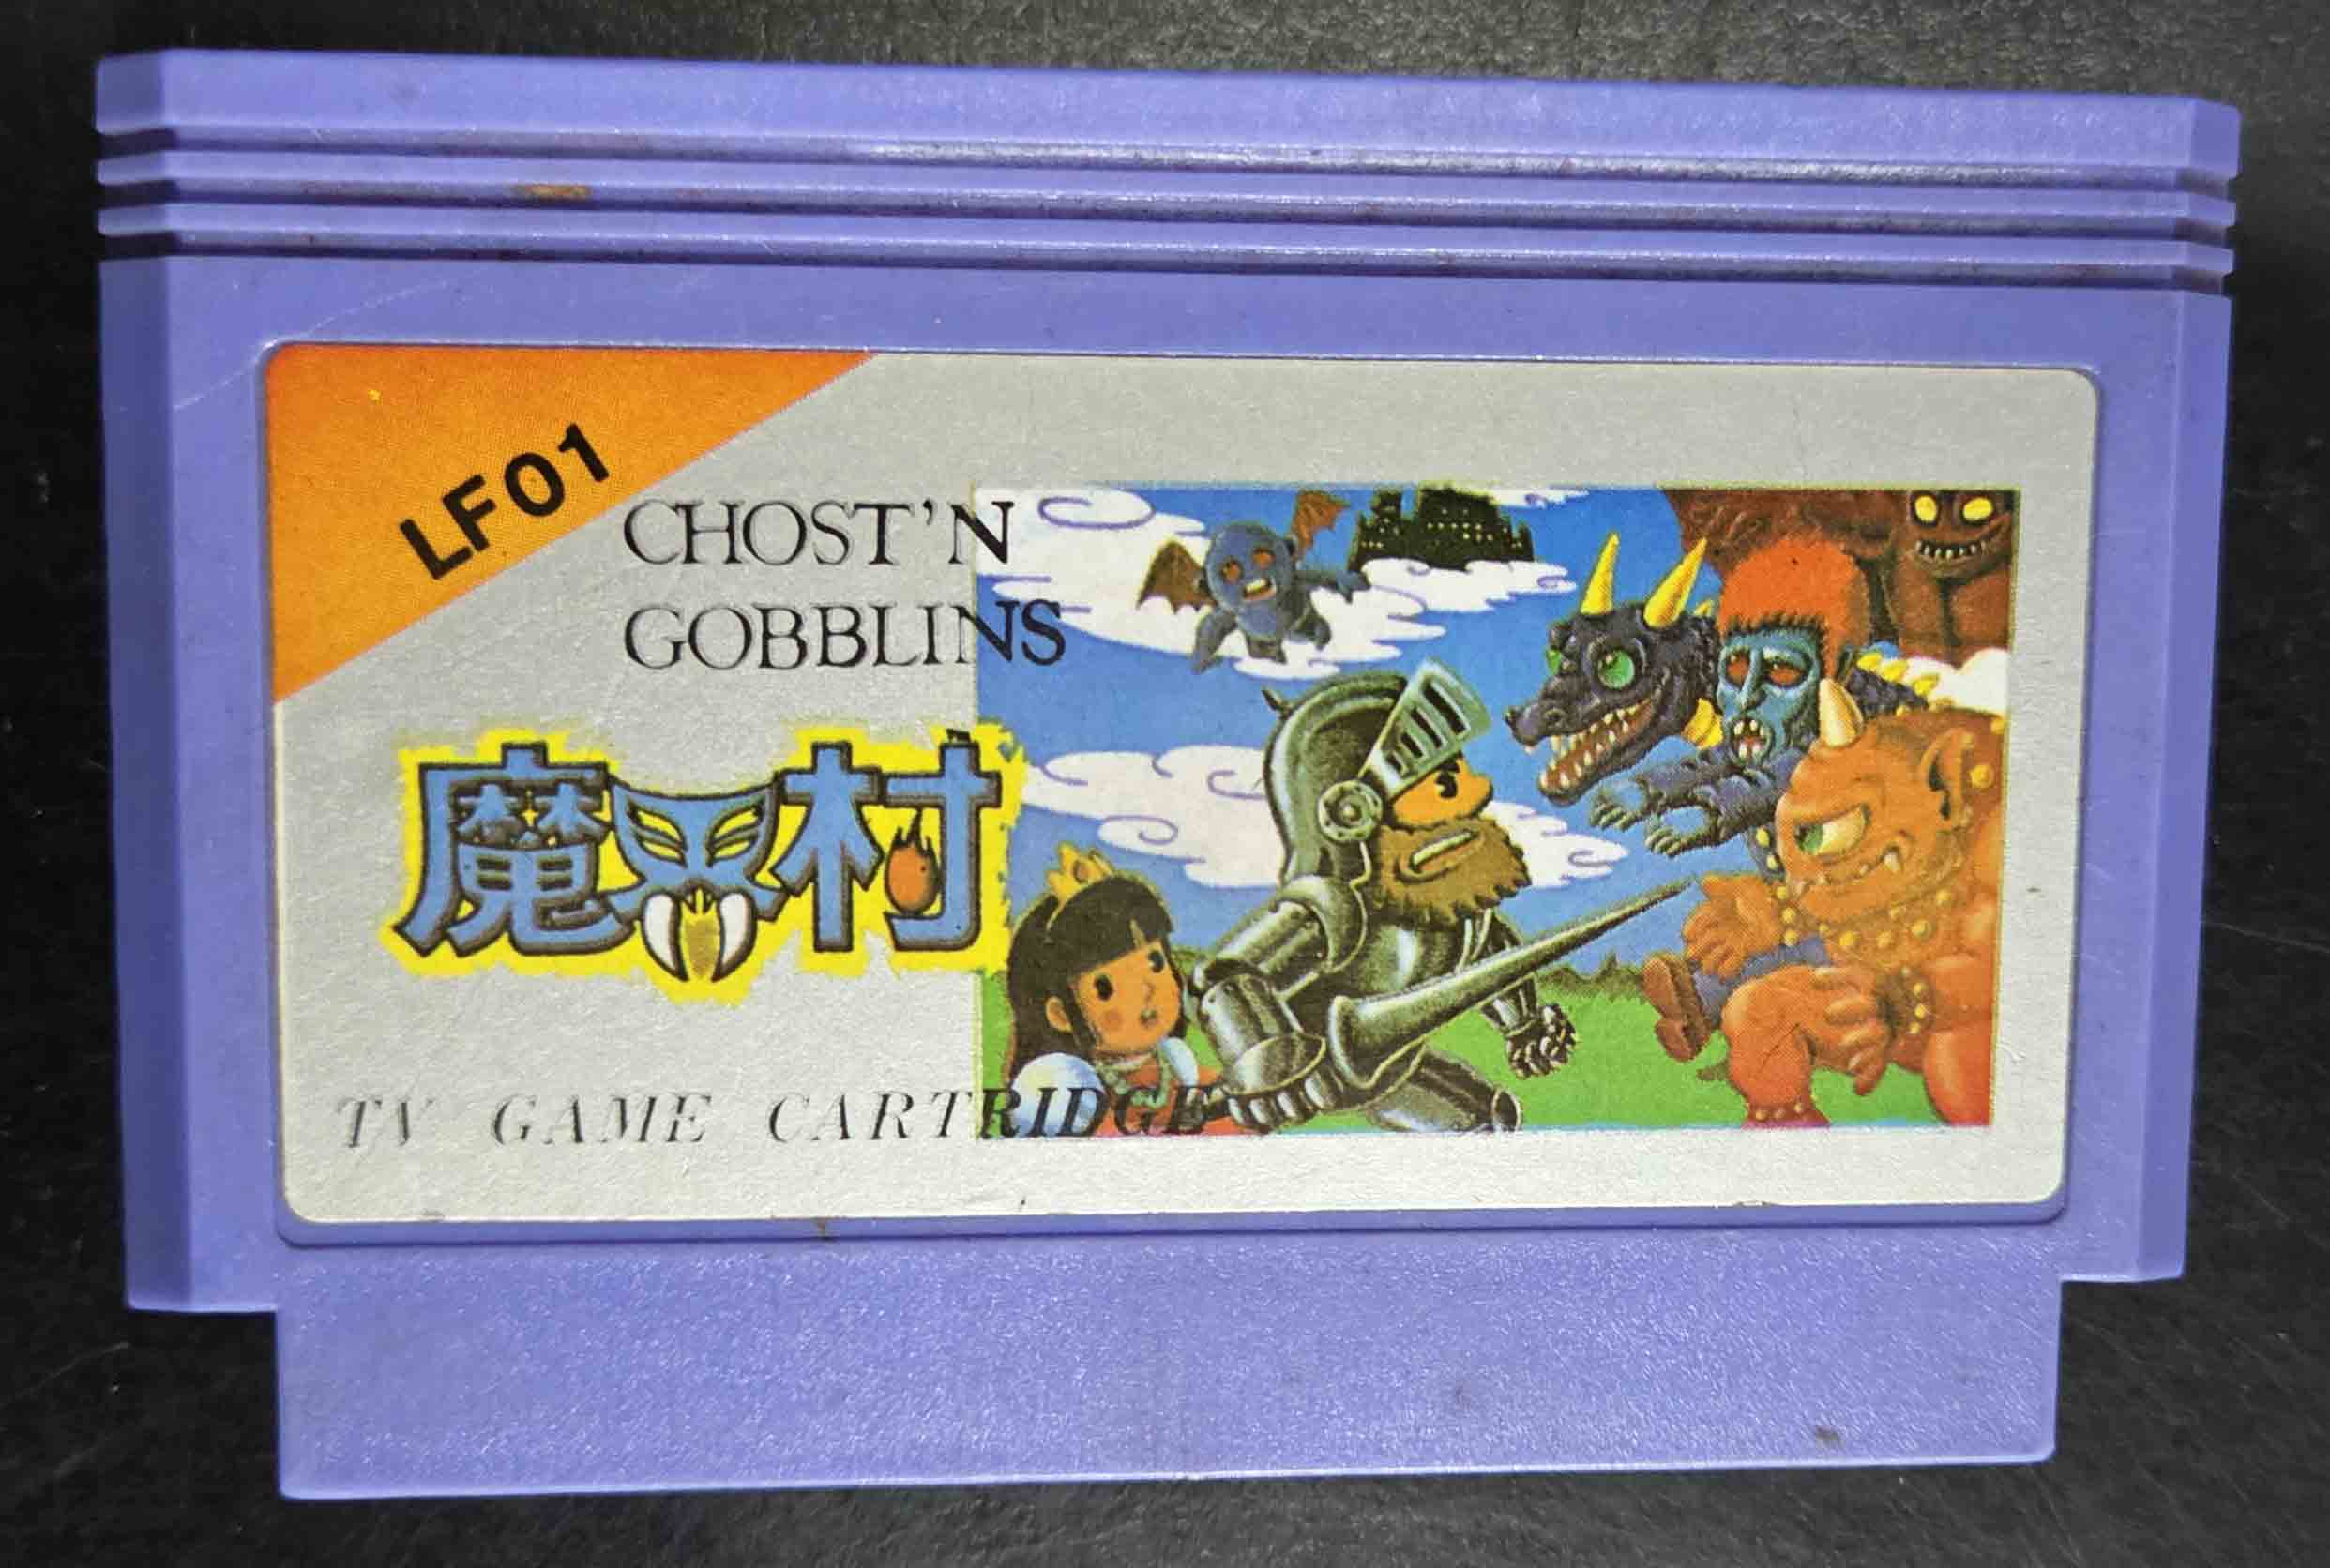 LF01
CHOST'N
GOBBLINS
魔界村
TV GAME CARTRIDGE